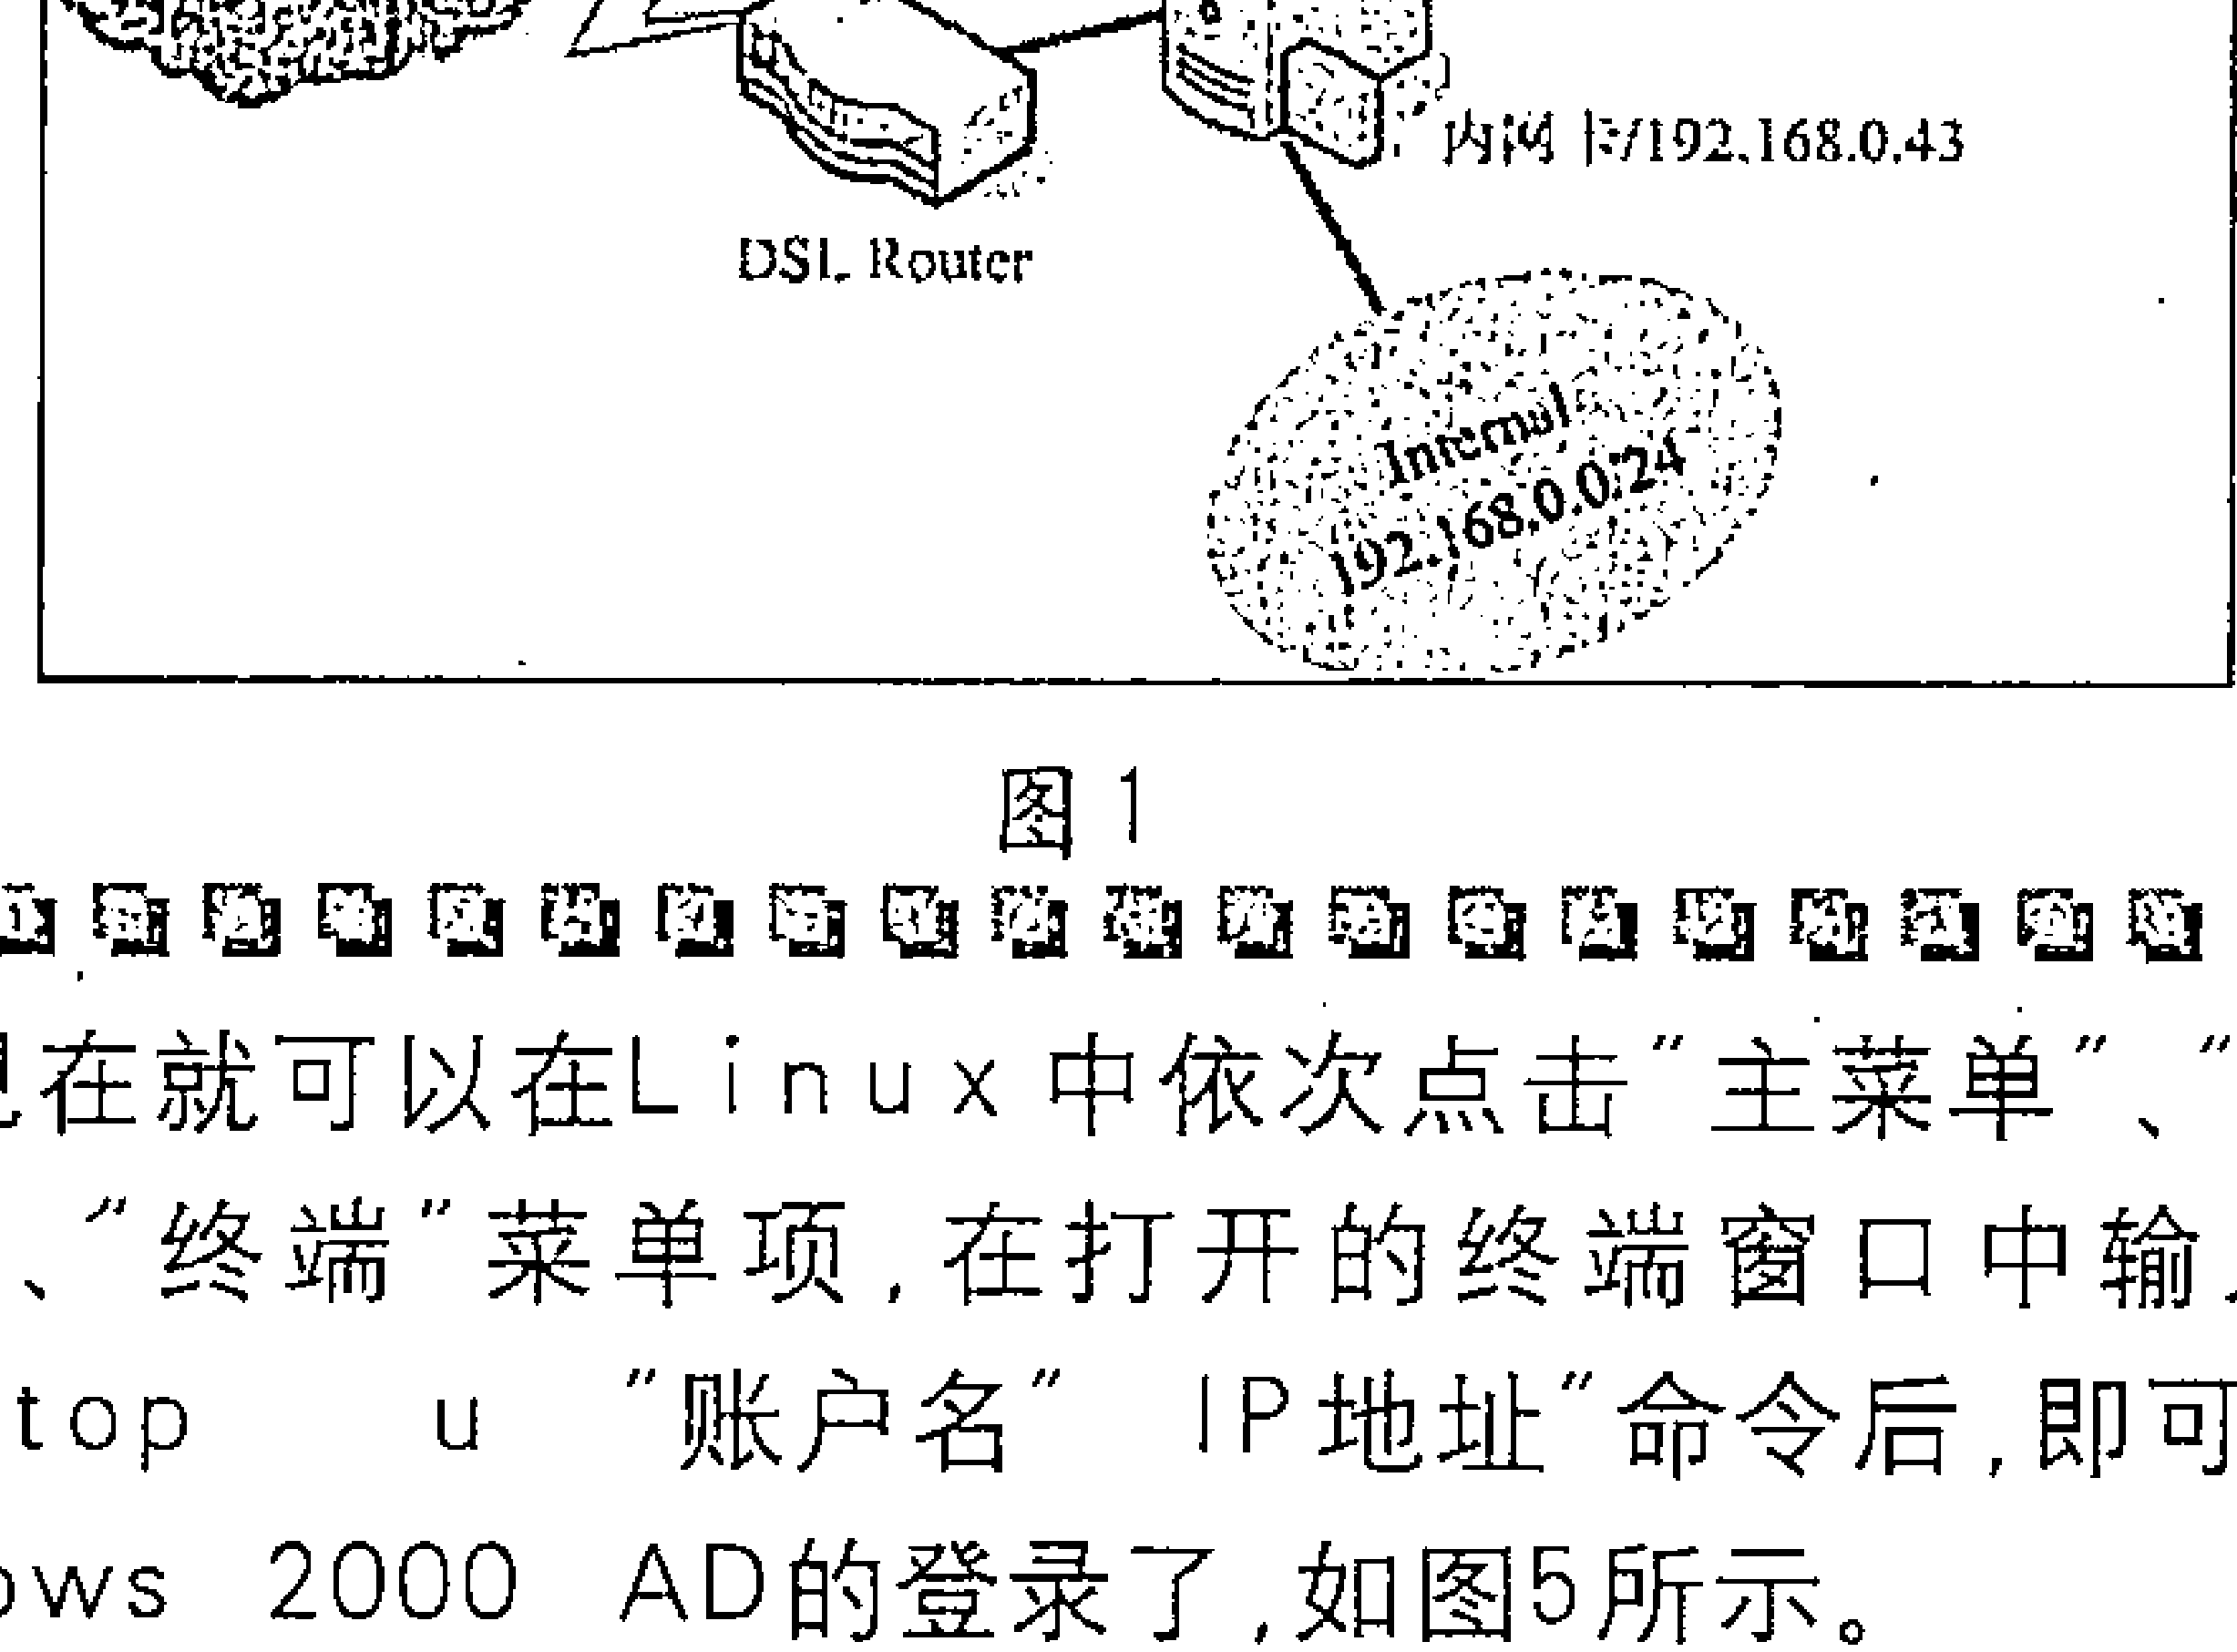 内网卡/192.168.0.43
DSL Router
Internal
192.168.0.0/24
图1
在就可以在Linux中依次点击"主菜单"、"
、"终端"菜单项,在打开的终端窗口中输
top u "账户名" IP地址"命令后,即可
ows 2000 AD的登录了,如图5所示。